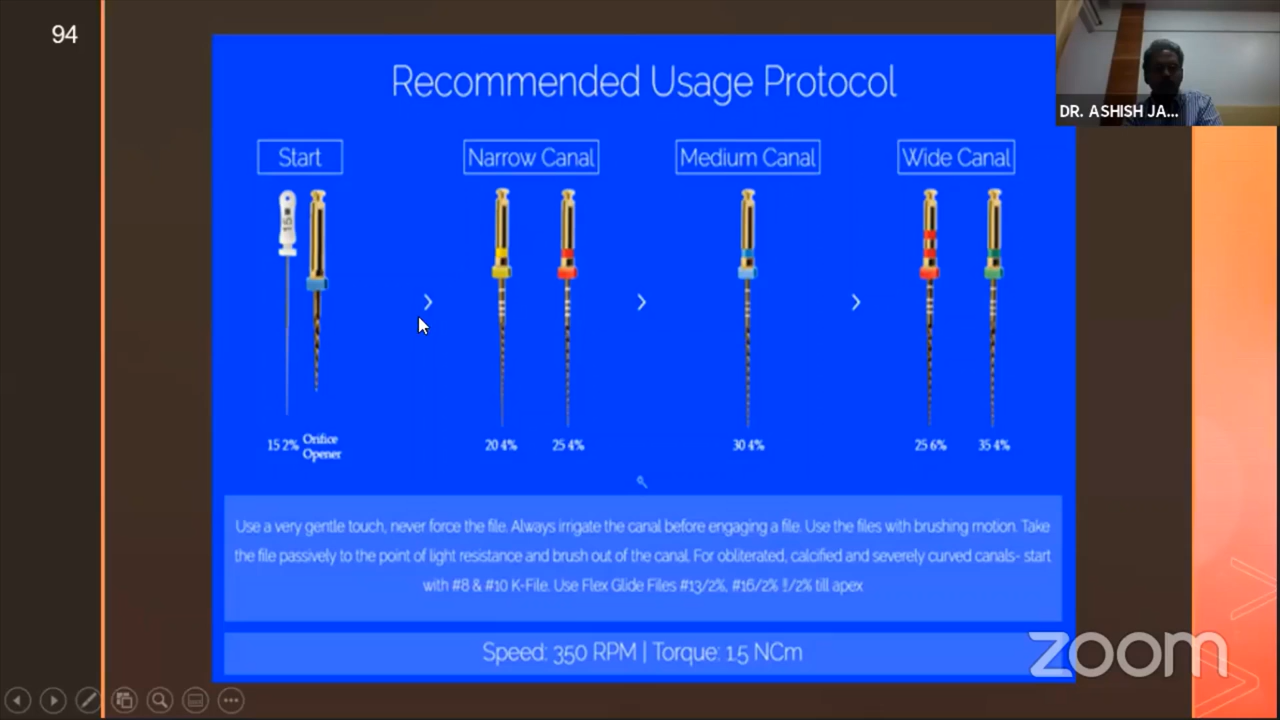 94
Recommended Usage Protocol
DR. ASHISH JA...
Start
Narrow Canal
Medium Canal
Wide Canal
15
15 2% Orifice Opener
20 4%
25 4%
30 4%
25 6%
35 4%
Use a very gentle touch, never force the file. Always irrigate the canal before engaging a file. Use the files with brushing motion. Take
the file passively to the point of light resistance and brush out of the canal. For obliterated, calcified and severely curved canals- start
with #8 & #10 K-File. Use Flex Glide Files #13/2%, #16/2% /2% till apex
Speed: 350 RPM | Torque: 1.5 NCm
zoom